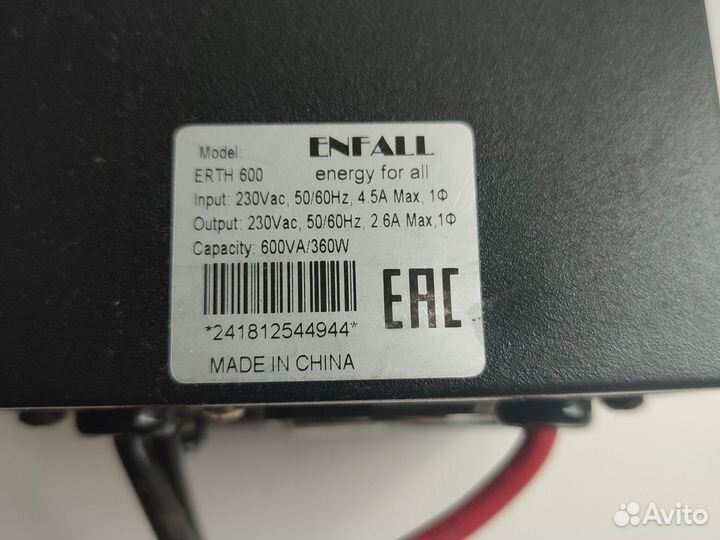 Model: ENFALL
ERTH 600 energy for all
Input: 230Vac, 50/60Hz, 4.5A Max, 1Φ
Output: 230Vac, 50/60Hz, 2.6A Max,1Φ
Capacity: 600VA/360W
EAC
*241812544944*
MADE IN CHINA
Avito